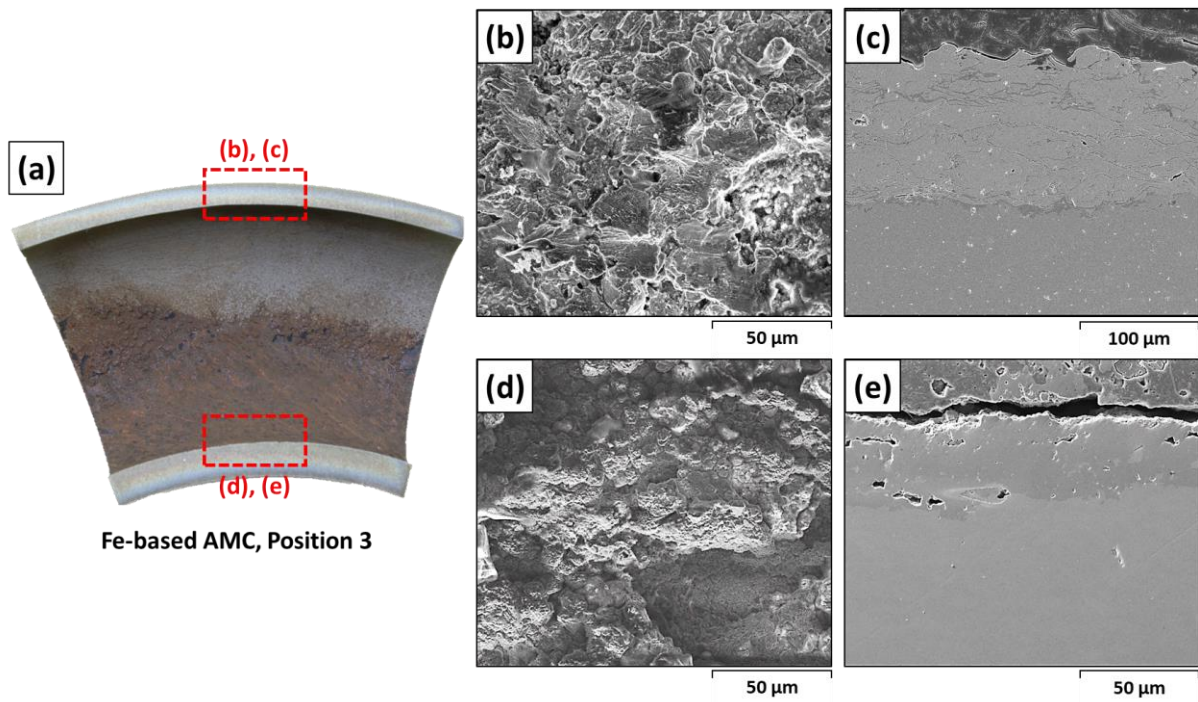 (a)
(b), (c)
(d), (e)
Fe-based AMC, Position 3
(b)
50 μm
(c)
100 μm
(d)
50 μm
(e)
50 μm